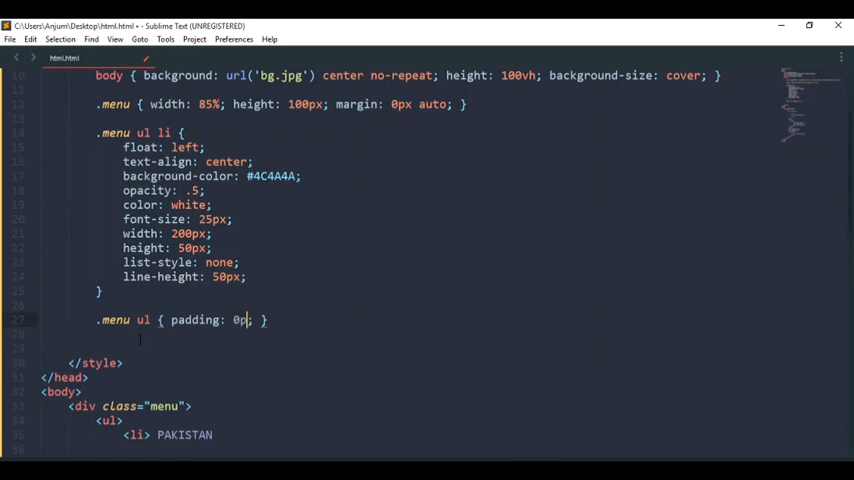 C:\Users\Anjum\Desktop\html.html • - Sublime Text (UNREGISTERED)
File Edit Selection Find View Goto Tools Project Preferences Help
html.html
10 body { background: url('bg.jpg') center no-repeat; height: 100vh; background-size: cover; }
11
12 .menu { width: 85%; height: 100px; margin: 0px auto; }
13
14 .menu ul li {
15 float: left;
16 text-align: center;
17 background-color: #4C4A4A;
18 opacity: .5;
19 color: white;
20 font-size: 25px;
21 width: 200px;
22 height: 50px;
23 list-style: none;
24 line-height: 50px;
25 }
26
27 .menu ul { padding: 0p; }
28
29
30 </style>
31 </head>
32 <body>
33 <div class="menu">
34 <ul>
35 <li> PAKISTAN
36